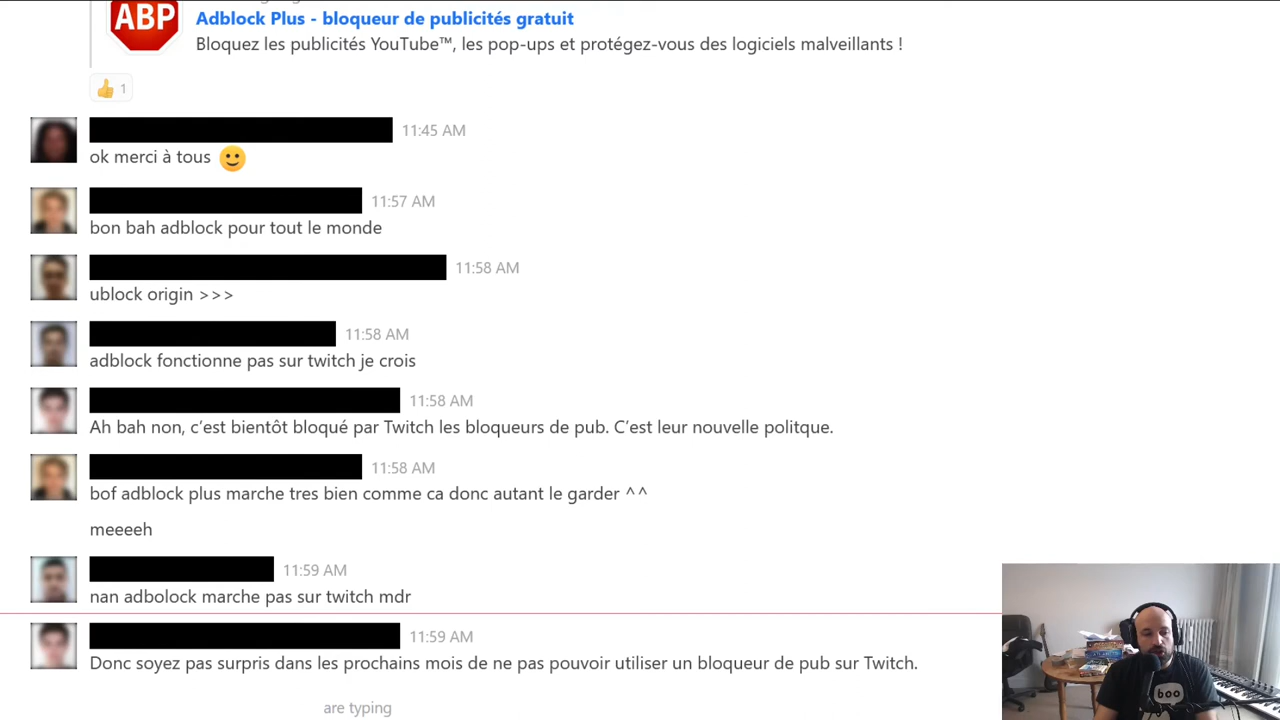 ABP
Adblock Plus - bloqueur de publicités gratuit
Bloquez les publicités YouTube™, les pop-ups et protégez-vous des logiciels malveillants !
👍 1
11:45 AM
ok merci à tous 🙂
11:57 AM
bon bah adblock pour tout le monde
11:58 AM
ublock origin >>>
11:58 AM
adblock fonctionne pas sur twitch je crois
11:58 AM
Ah bah non, c’est bientôt bloqué par Twitch les bloqueurs de pub. C’est leur nouvelle politque.
11:58 AM
bof adblock plus marche tres bien comme ca donc autant le garder ^^
meeeeh
11:59 AM
nan adbolock marche pas sur twitch mdr
11:59 AM
Donc soyez pas surpris dans les prochains mois de ne pas pouvoir utiliser un bloqueur de pub sur Twitch.
are typing
boo